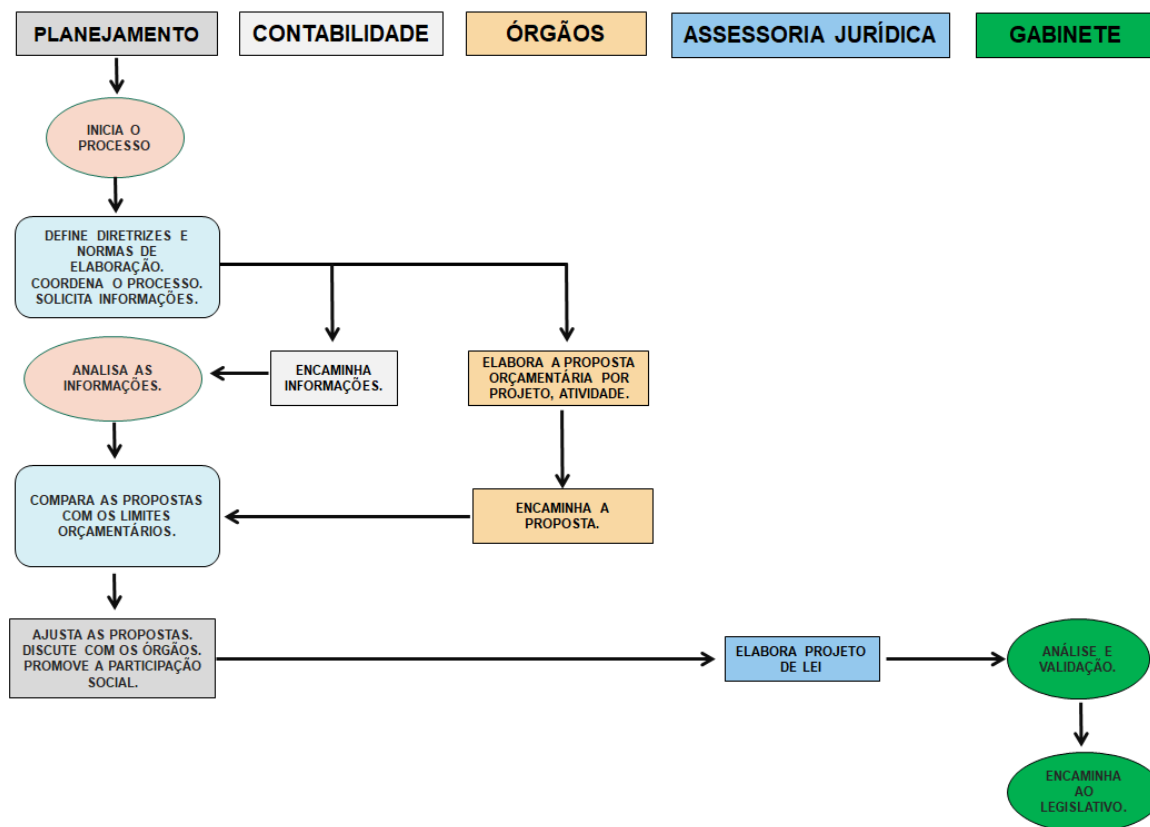 PLANEJAMENTO
CONTABILIDADE
ÓRGÃOS
ASSESSORIA JURÍDICA
GABINETE
INICIA O
PROCESSO
DEFINE DIRETRIZES E
NORMAS DE
ELABORAÇÃO.
COORDENA O PROCESSO.
SOLICITA INFORMAÇÕES.
ANALISA AS
INFORMAÇÕES.
ENCAMINHA
INFORMAÇÕES.
ELABORA A PROPOSTA
ORÇAMENTÁRIA POR
PROJETO, ATIVIDADE.
COMPARA AS PROPOSTAS
COM OS LIMITES
ORÇAMENTÁRIOS.
ENCAMINHA A
PROPOSTA.
AJUSTA AS PROPOSTAS.
DISCUTE COM OS ÓRGÃOS.
PROMOVE A PARTICIPAÇÃO
SOCIAL.
ELABORA PROJETO
DE LEI
ANÁLISE E
VALIDAÇÃO.
ENCAMINHA
AO
LEGISLATIVO.